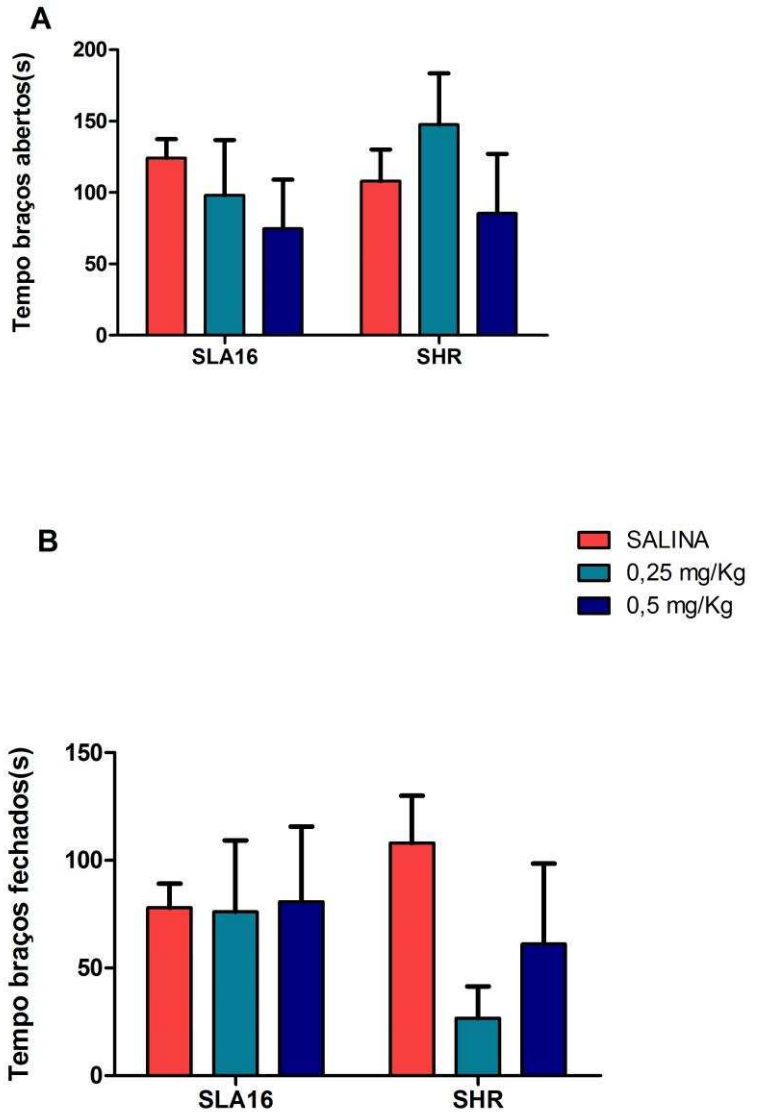 A
Tempo braços abertos(s)
200
150
100
50
0
SLA16 SHR
B
SALINA
0,25 mg/Kg
0,5 mg/Kg
Tempo braços fechados(s)
150
100
50
0
SLA16 SHR